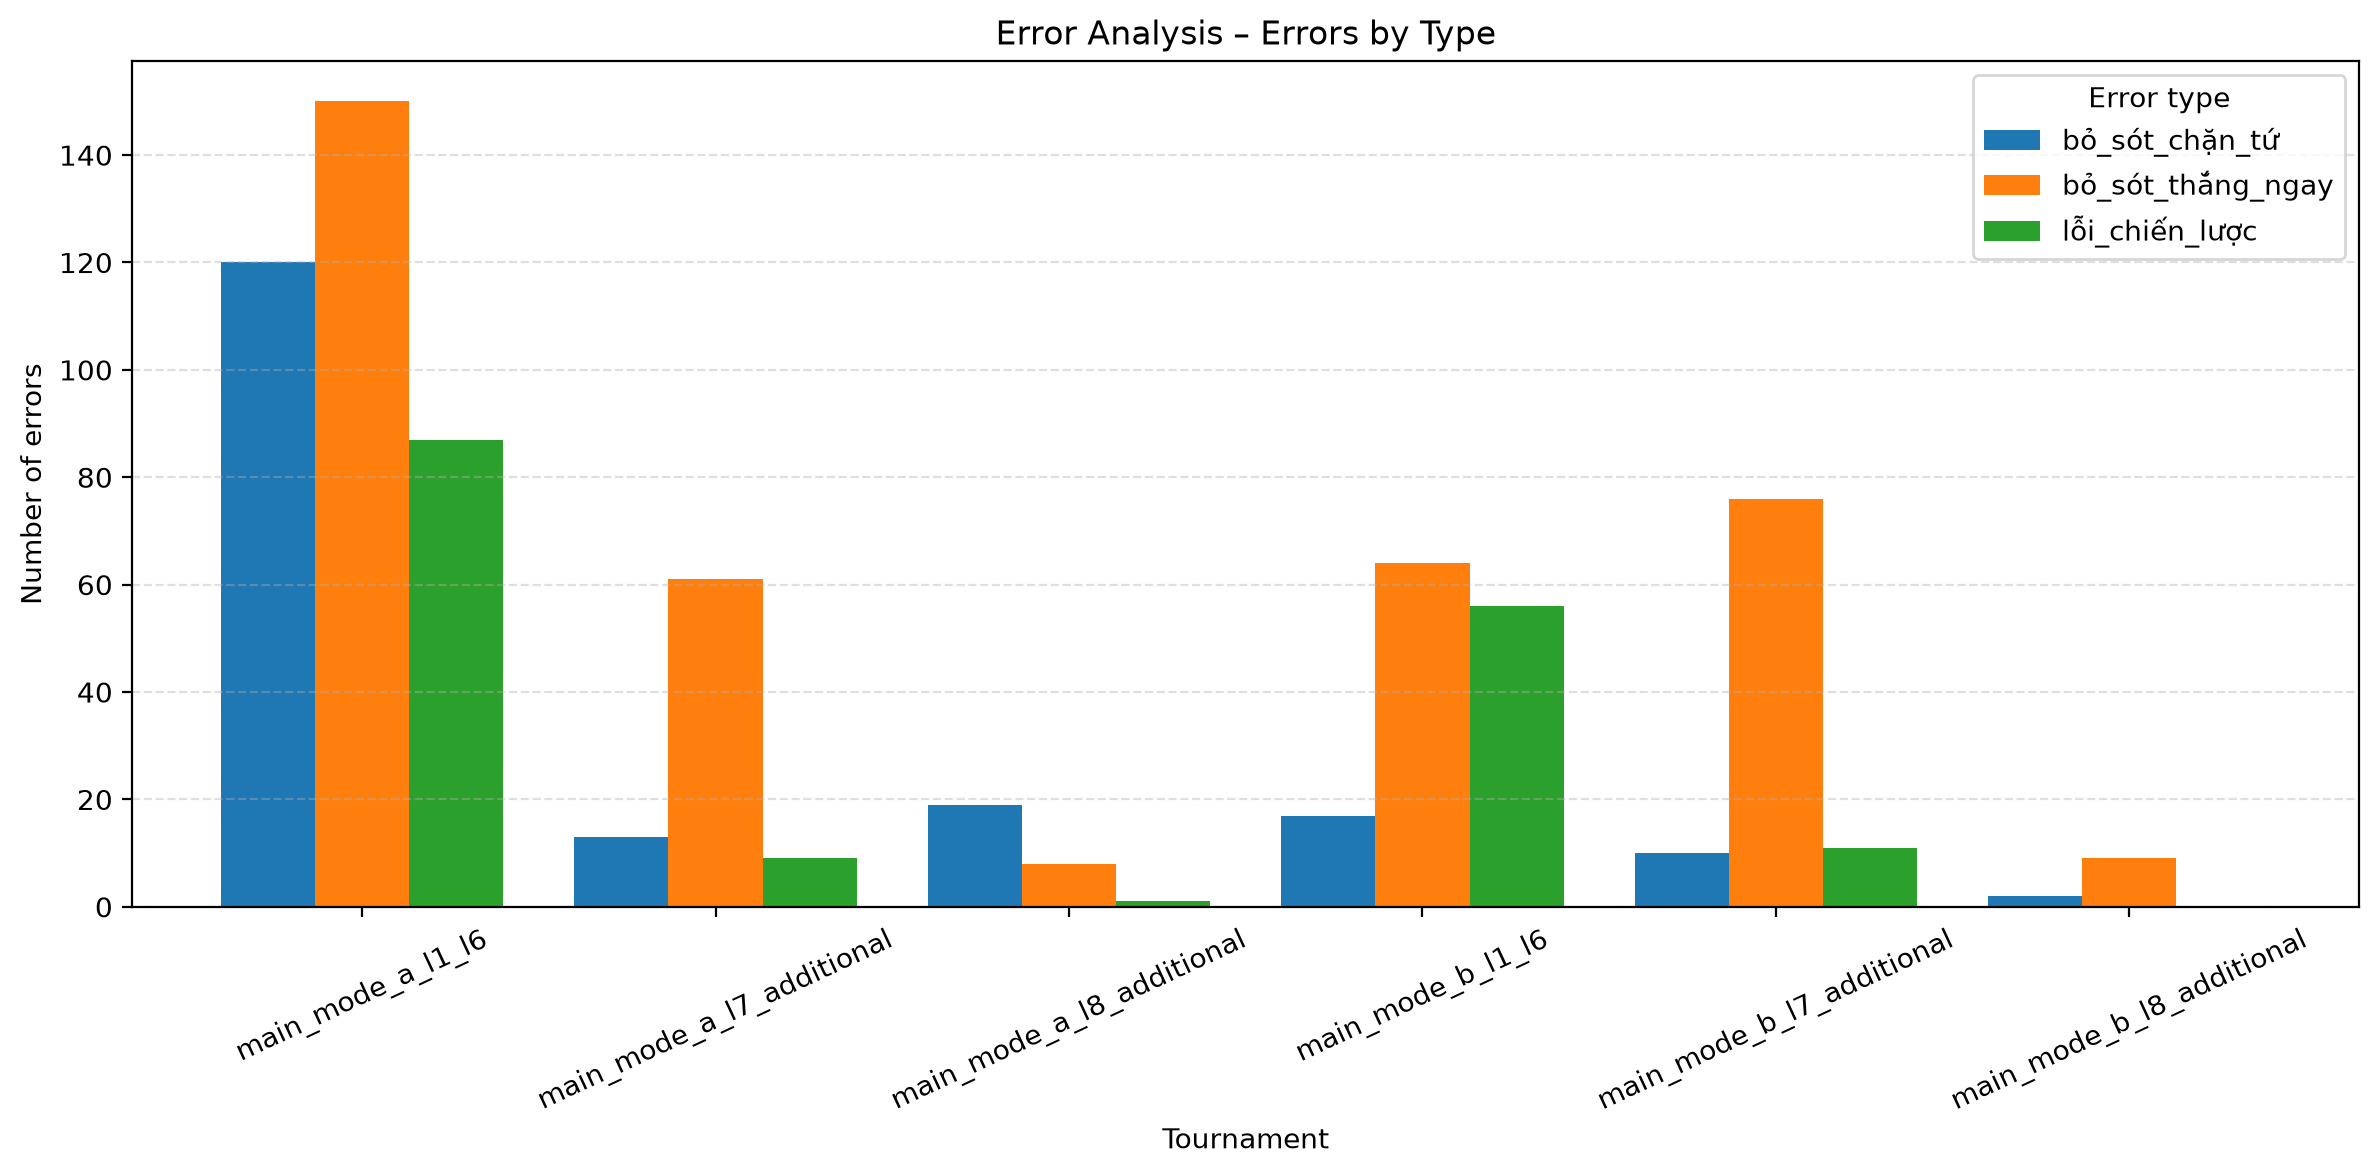 Error Analysis – Errors by Type
Error type
bỏ_sót_chặn_tứ
bỏ_sót_thắng_ngay
lỗi_chiến_lược
Number of errors
140
120
100
80
60
40
20
0
main_mode_a_l1_l6
main_mode_a_l7_additional
main_mode_a_l8_additional
main_mode_b_l1_l6
main_mode_b_l7_additional
main_mode_b_l8_additional
Tournament